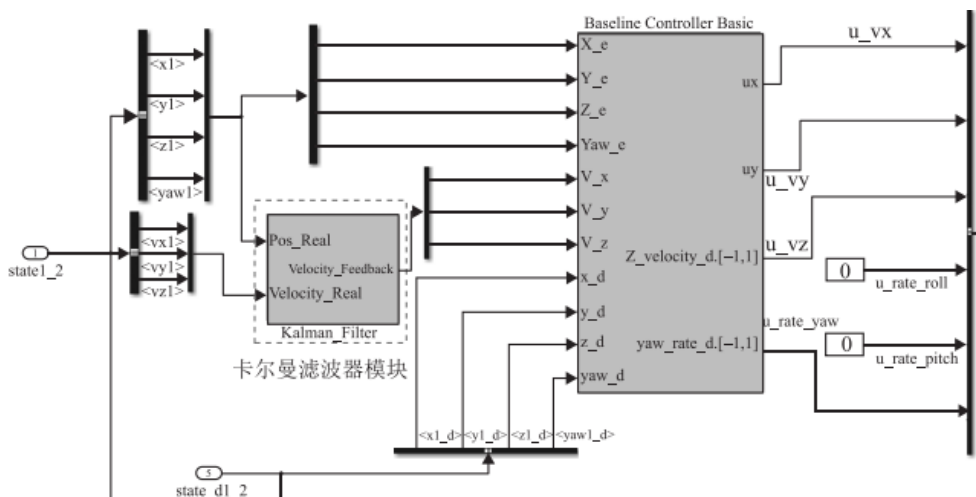 Baseline Controller Basic
<x1>
<y1>
<z1>
<yaw1>
X_e
Y_e
Z_e
Yaw_e
V_x
V_y
V_z
x_d
y_d
z_d
yaw_d
ux
uy
Z_velocity_d.[−1,1]
yaw_rate_d.[−1,1]
u_vx
u_vy
u_vz
0
u_rate_roll
u_rate_yaw
0
u_rate_pitch
1
state1_2
<vx1>
<vy1>
<vz1>
Pos_Real
Velocity_Feedback
Velocity_Real
Kalman_Filter
卡尔曼滤波器模块
<x1_d>
<y1_d>
<z1_d>
<yaw1_d>
5
state_d1_2